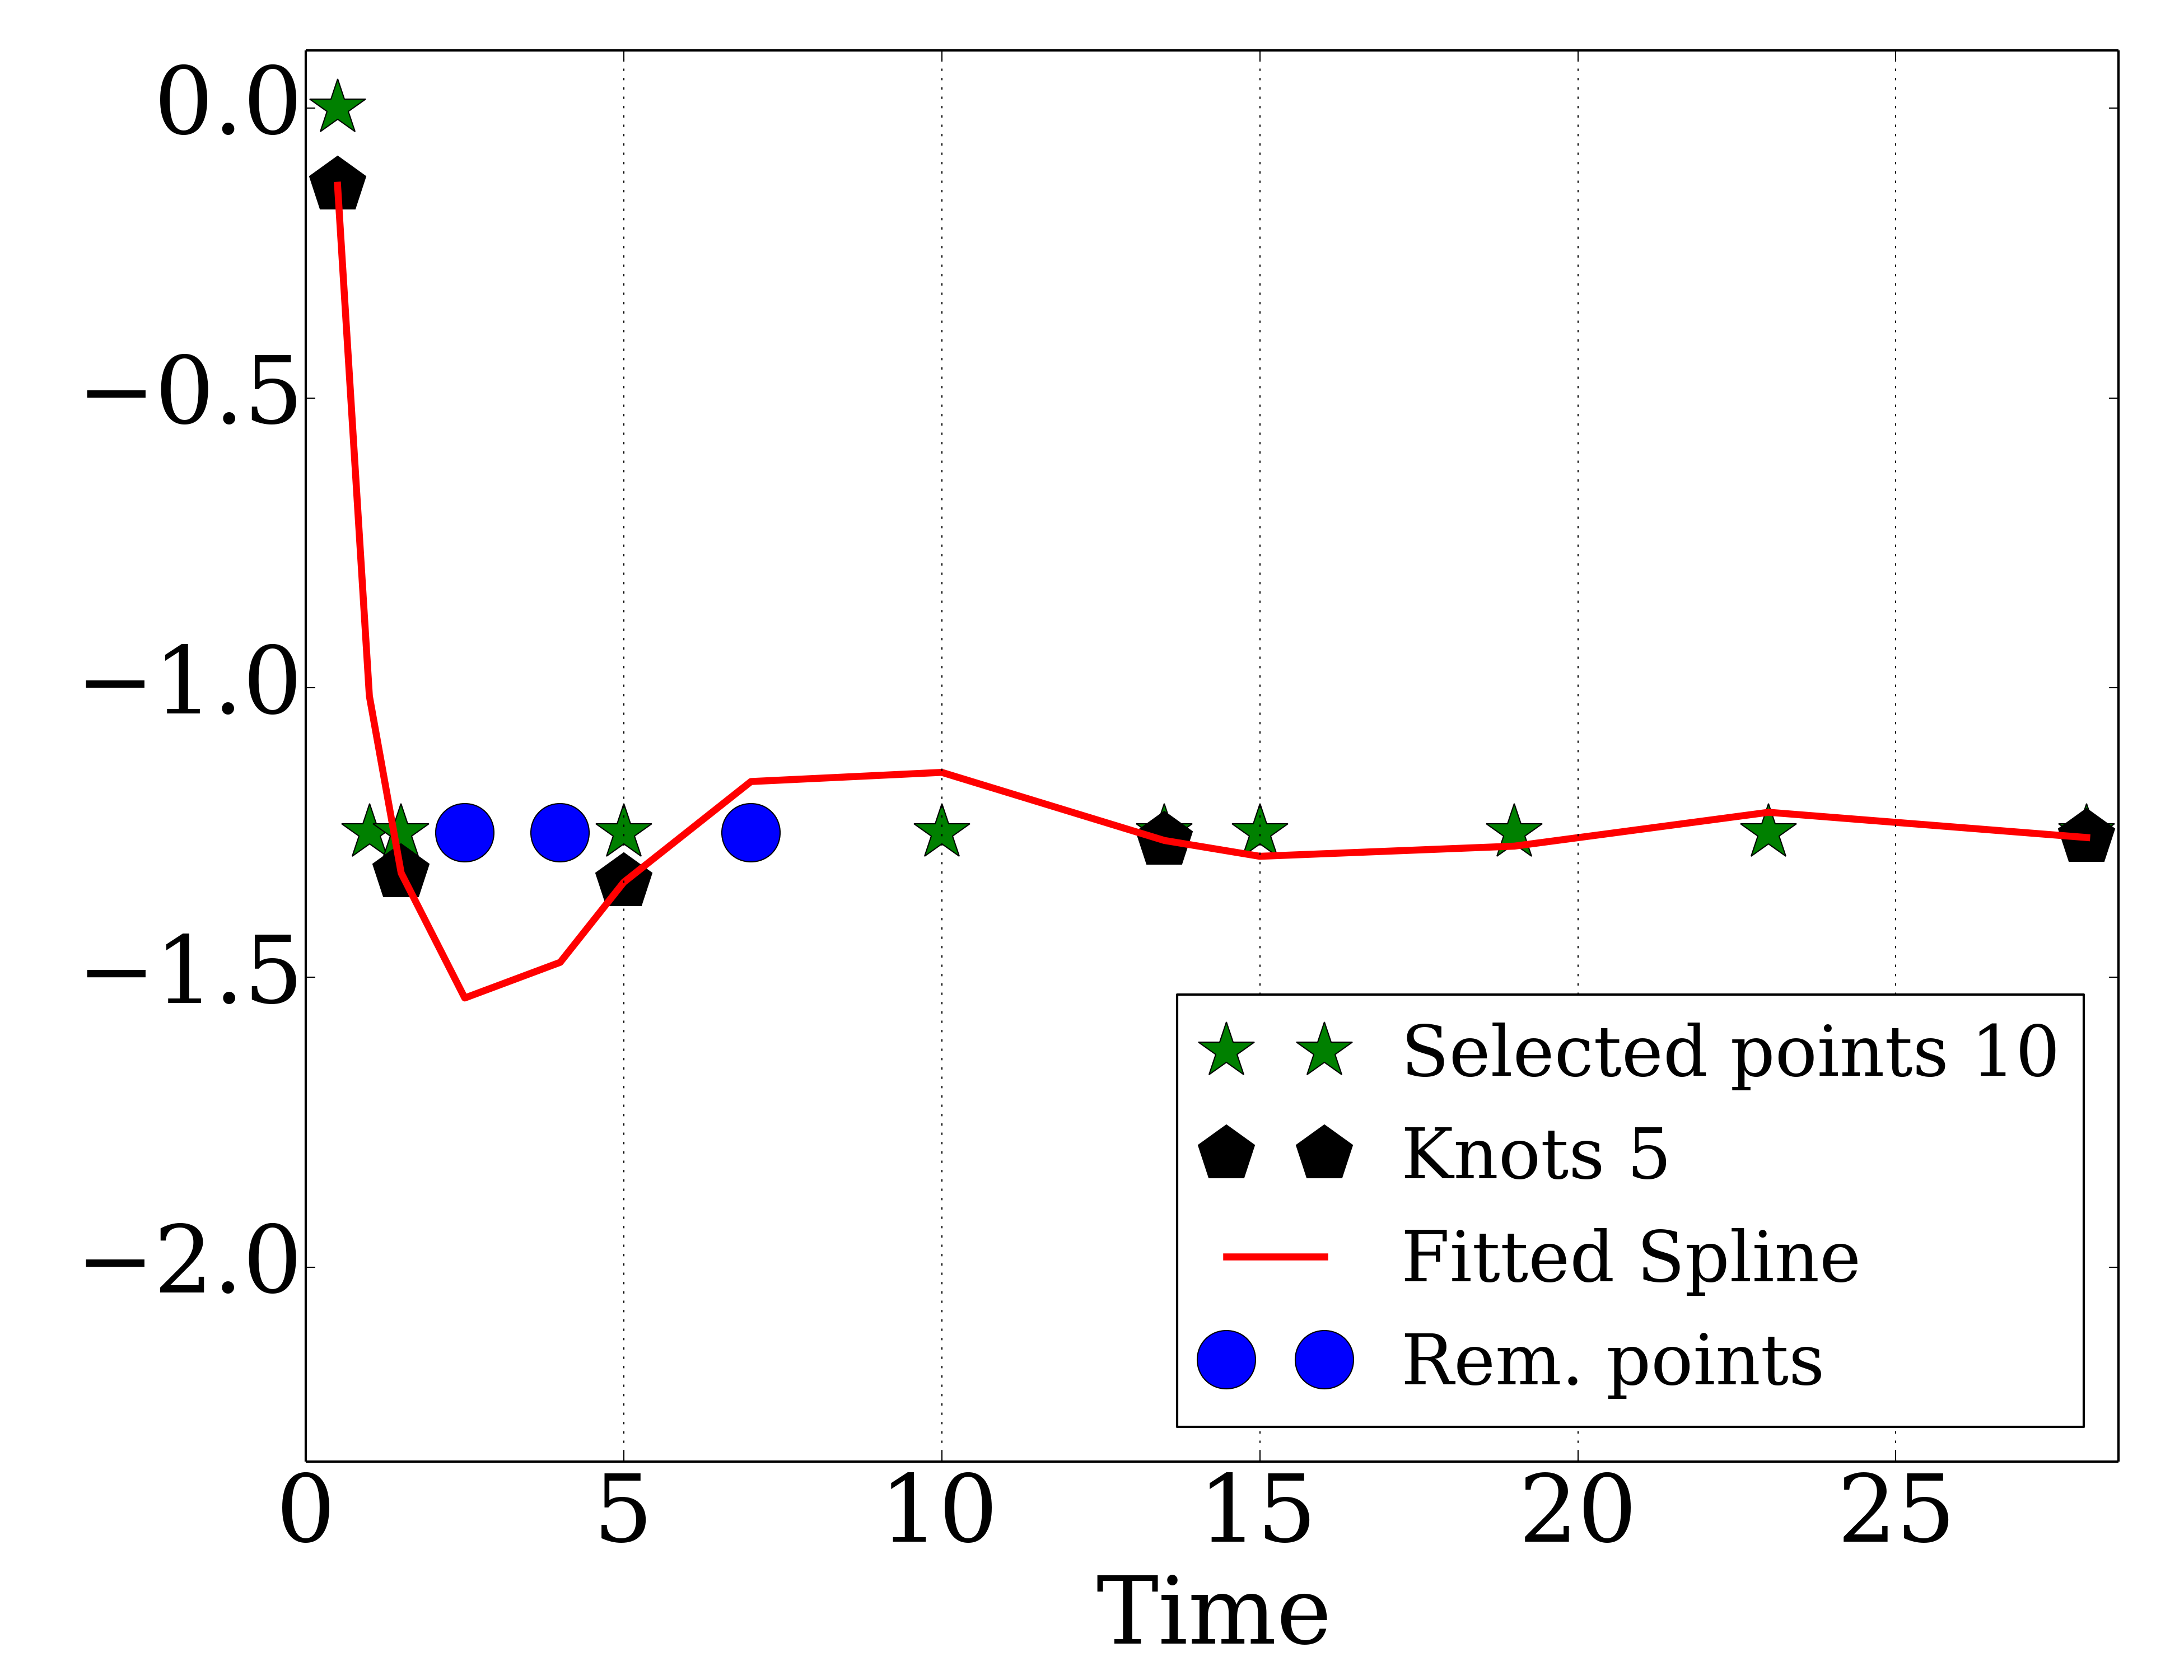 0.0
−0.5
−1.0
−1.5
−2.0
Selected points 10
Knots 5
Fitted Spline
Rem. points
0 5 10 15 20 25
Time